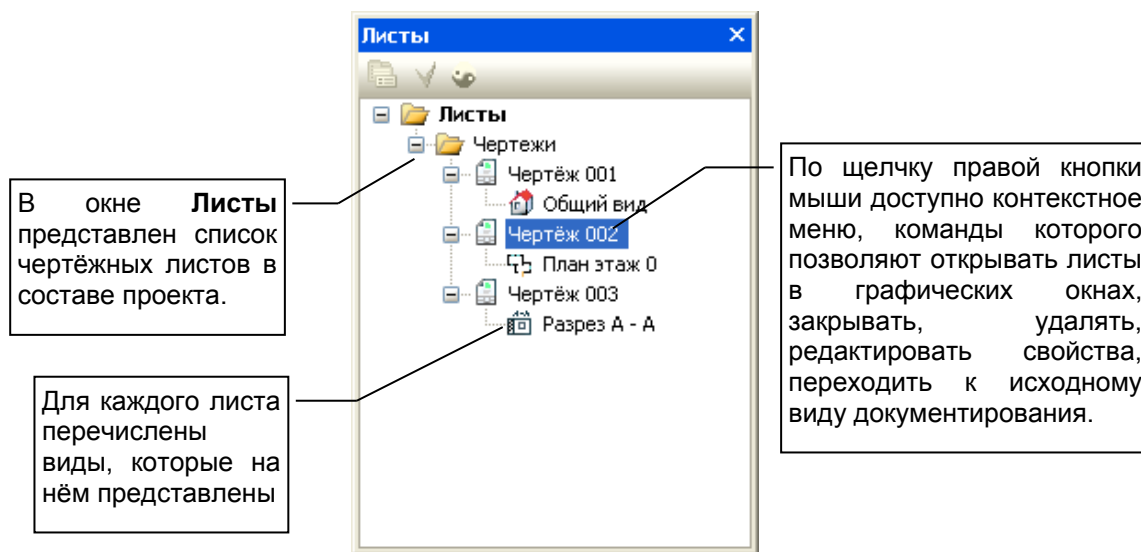 Листы
Листы
Чертежи
Чертёж 001
Общий вид
Чертёж 002
План этаж 0
Чертёж 003
Разрез А - А
В окне Листы
представлен список
чертёжных листов в
составе проекта.
Для каждого листа
перечислены
виды, которые на
нём представлены
По щелчку правой кнопки
мыши доступно контекстное
меню, команды которого
позволяют открывать листы
в графических окнах,
закрывать, удалять,
редактировать свойства,
переходить к исходному
виду документирования.